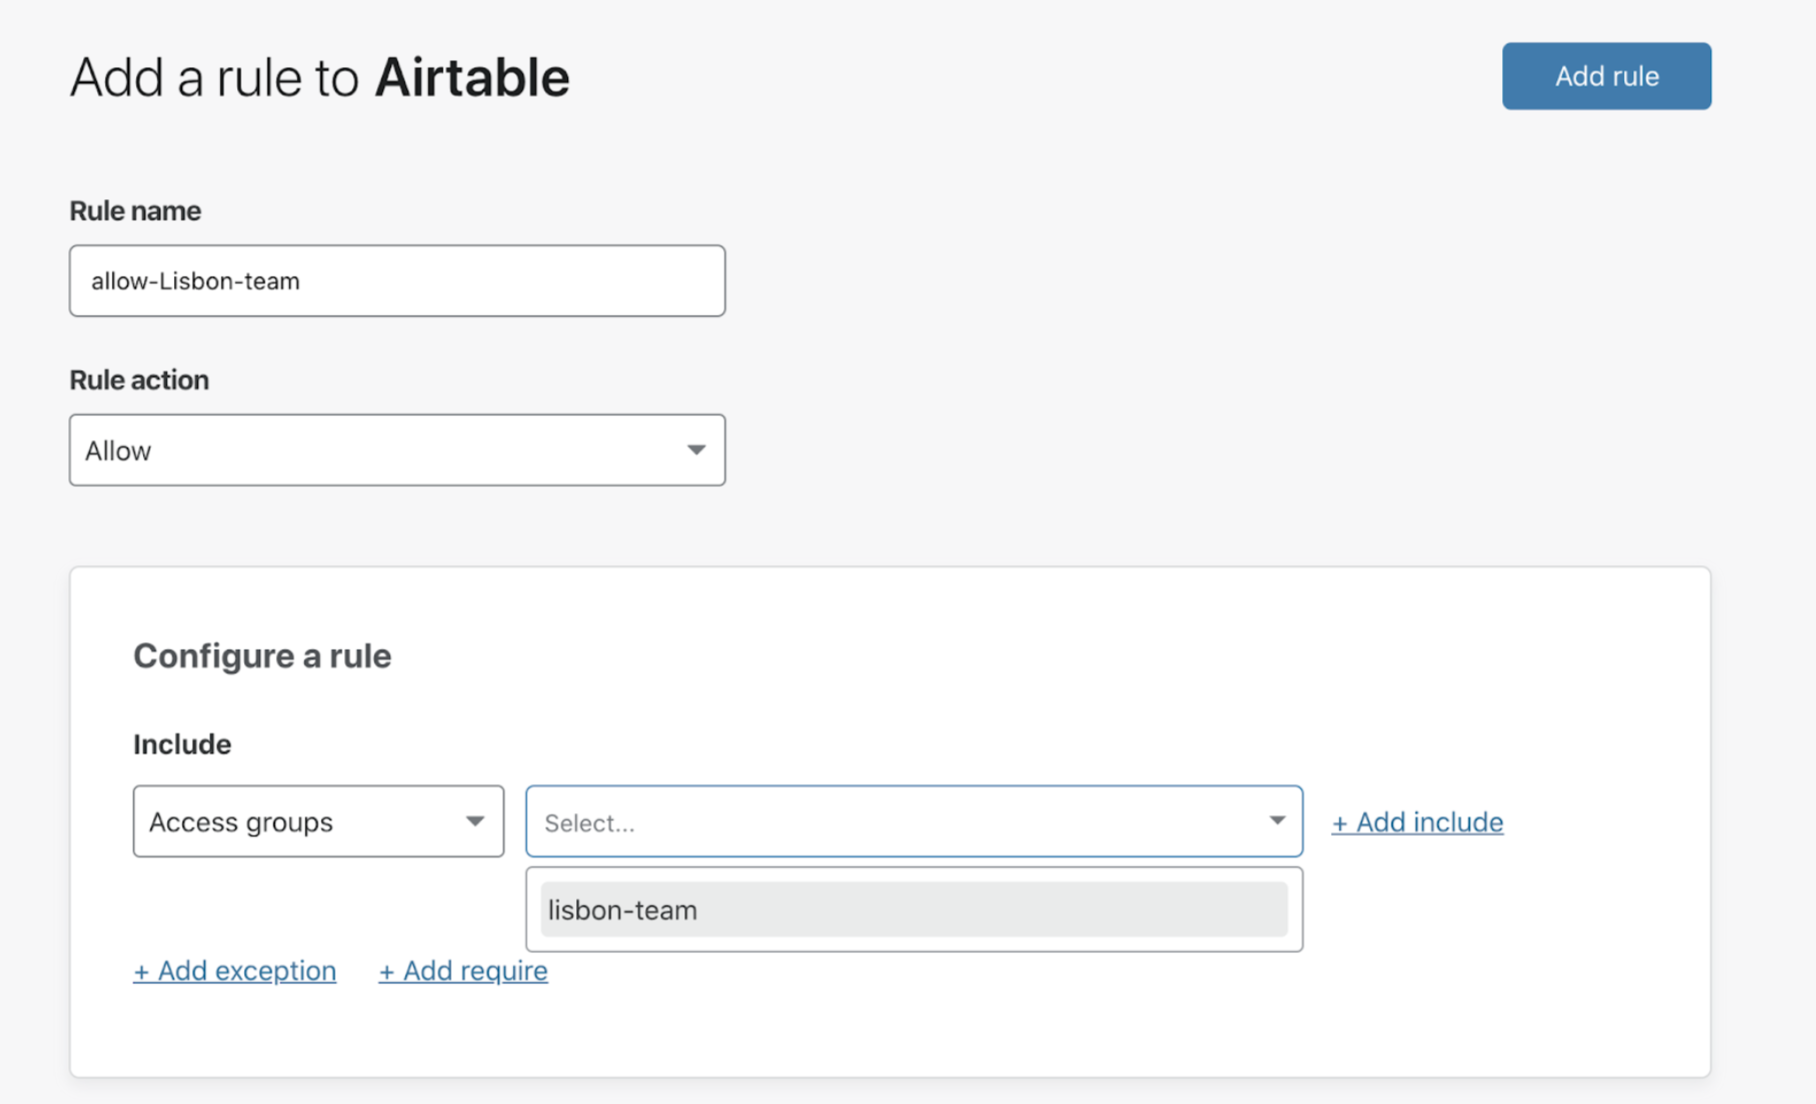 Add a rule to Airtable
Add rule
Rule name
allow-Lisbon-team
Rule action
Allow
Configure a rule
Include
Access groups
Select...
+ Add include
lisbon-team
+ Add exception
+ Add require